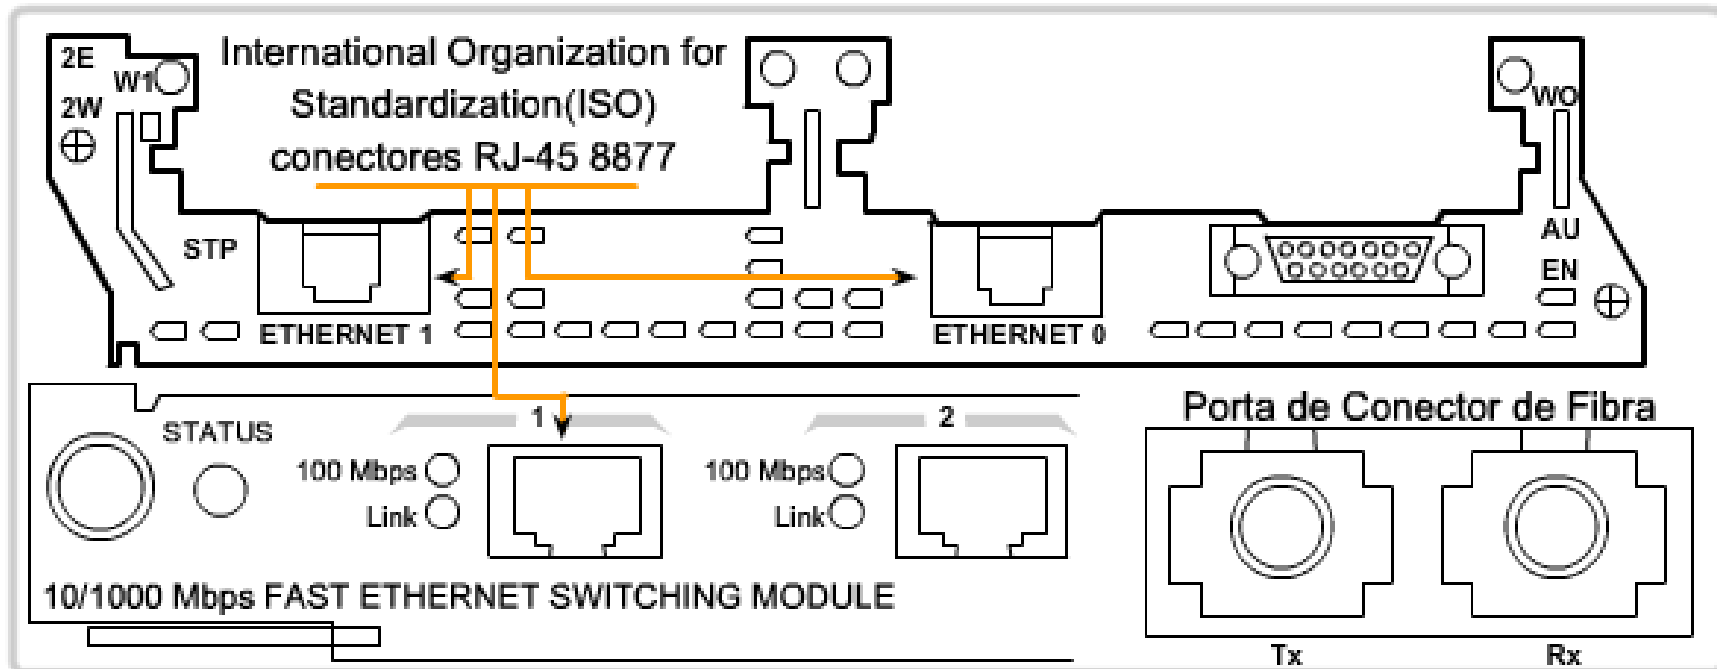 2E
W1
2W
International Organization for
Standardization(ISO)
conectores RJ-45 8877
WO
STP
AU
EN
ETHERNET 1
ETHERNET 0
STATUS
1
100 Mbps
Link
2
100 Mbps
Link
Porta de Conector de Fibra
10/1000 Mbps FAST ETHERNET SWITCHING MODULE
Tx
Rx